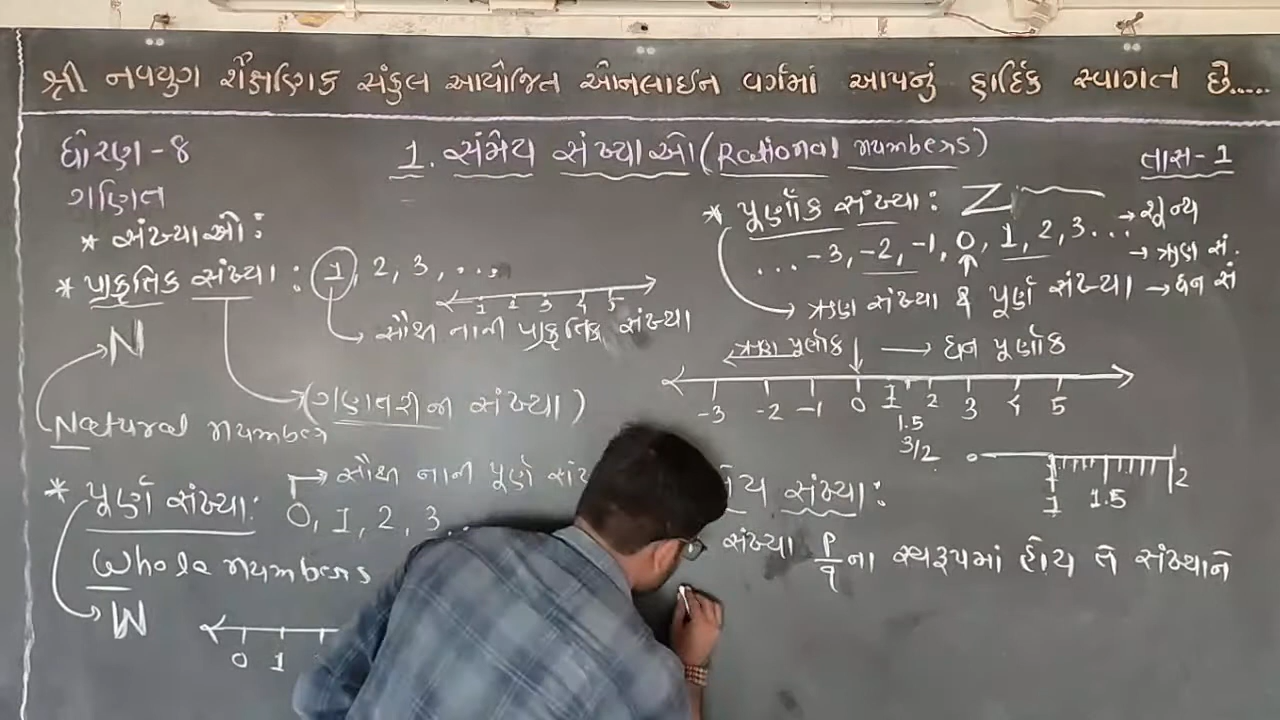 શ્રી નવયુગ શૈક્ષણિક સંકુલ આયોજિત ઓનલાઈન વર્ગમાં આપનું હાર્દિક સ્વાગત છે.....
ધોરણ-૮
ગણિત
1. સંમેય સંખ્યાઓ (Rational numbers)
તાસ-1
* સંખ્યાઓ:
* પ્રાકૃતિક સંખ્યા: 1, 2, 3, ...
1 2 3 4 5
સૌથી નાની પ્રાકૃતિક સંખ્યા
N
(ગણતરીની સંખ્યા)
Natural number
* પૂર્ણ સંખ્યા:
સૌથી નાની પૂર્ણ
0, 1, 2, 3...
Whole numbers
W
0 1
* પૂર્ણાંક સંખ્યા: Z
→ શૂન્ય
... -3, -2, -1, 0, 1, 2, 3...
→ ઋણ સં.
→ ઋણ સંખ્યા ૬ પૂર્ણ સંખ્યા
→ ધન સં
ઋણ પૂર્ણાંક
→ ધન પૂર્ણાંક
-3 -2 -1 0 1 2 3 4 5
1.5
3/2
1 1.5 2
સંખ્યા:
સંખ્યા p/q ના સ્વરૂપમાં હોય તે સંખ્યાને